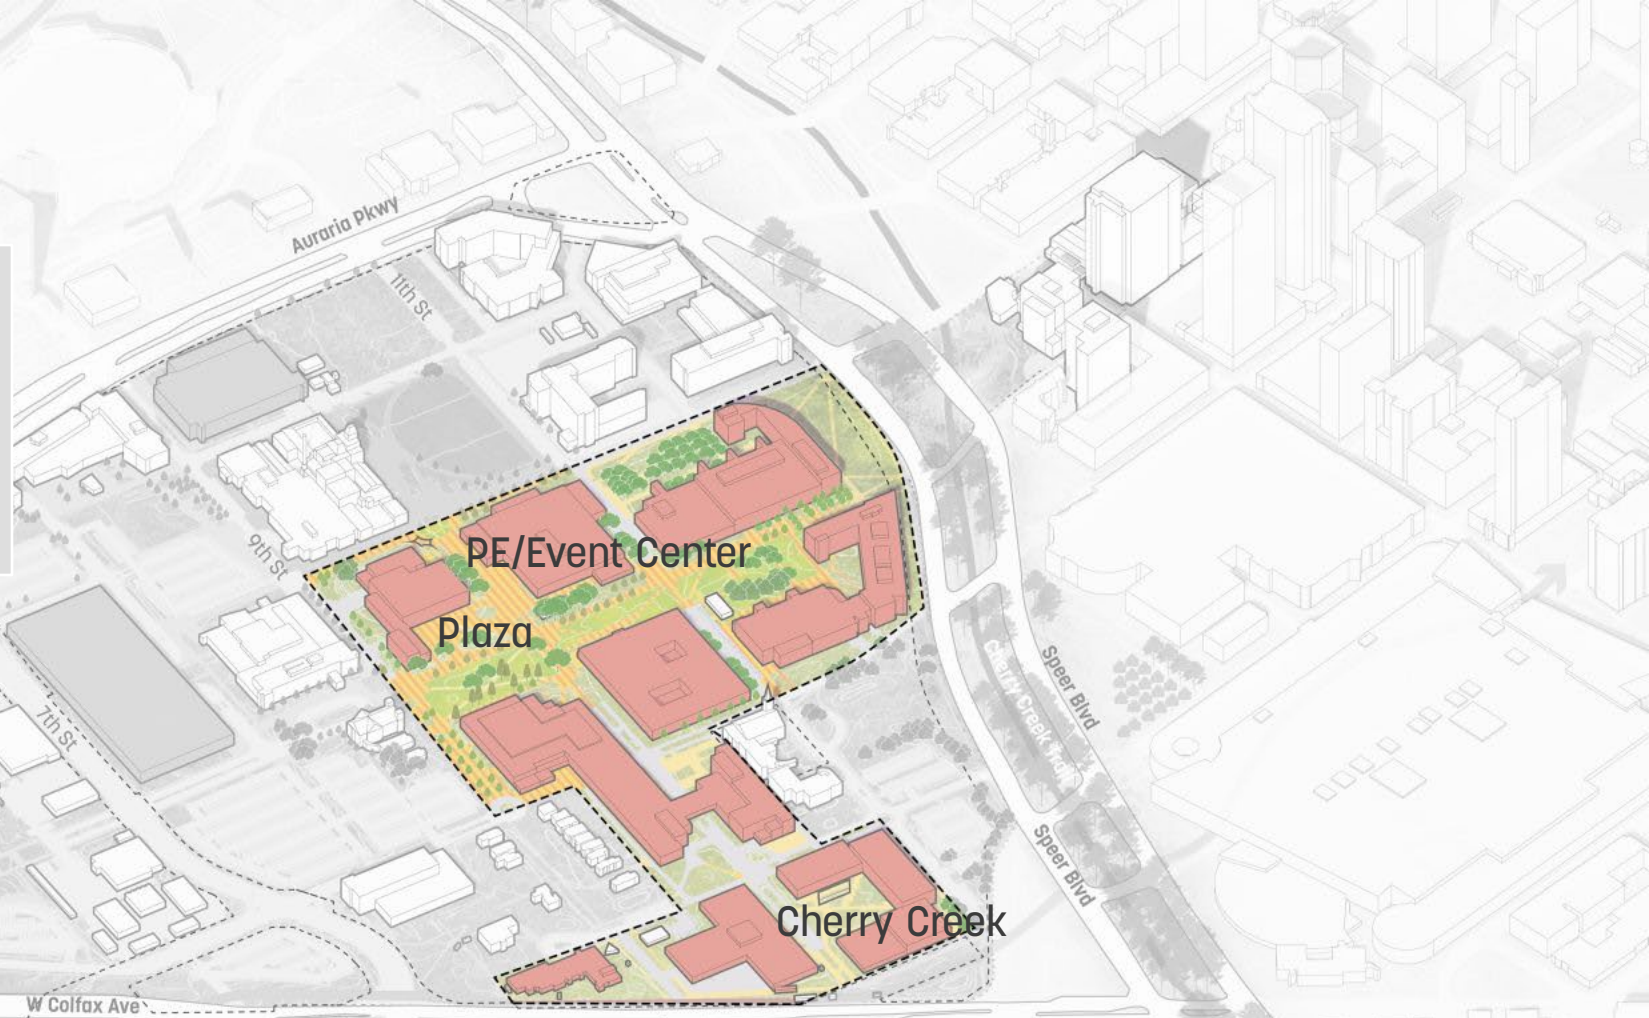 Auraria Pkwy
11th St
9th St
PE/Event Center
Plaza
7th St
Speer Blvd
Cherry Creek Trail
Speer Blvd
Cherry Creek
W Colfax Ave